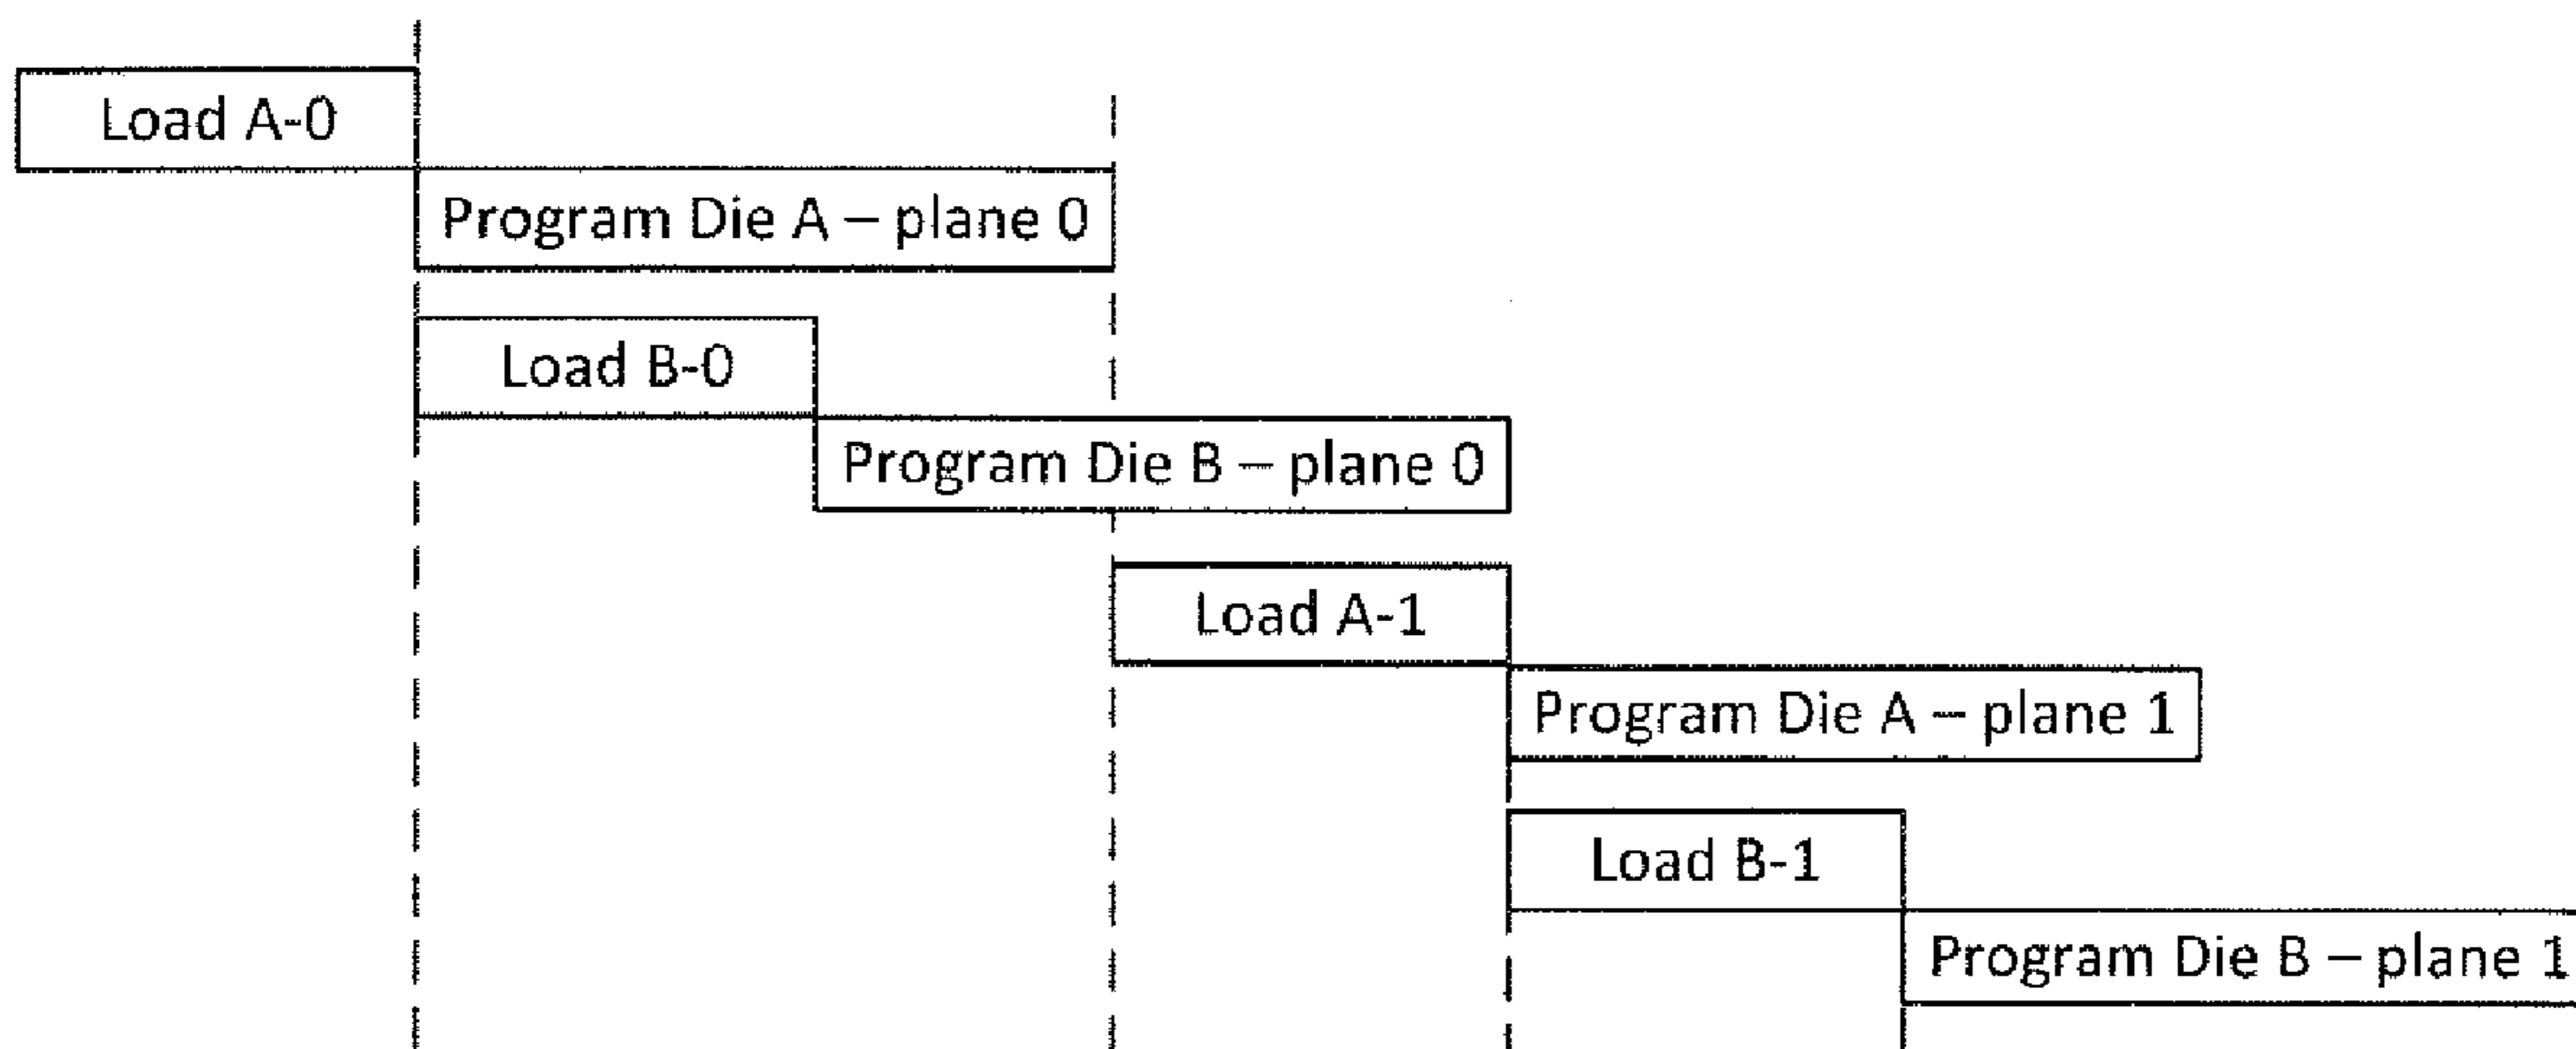 Load A-0
Program Die A – plane 0
Load B-0
Program Die B – plane 0
Load A-1
Program Die A – plane 1
Load B-1
Program Die B – plane 1